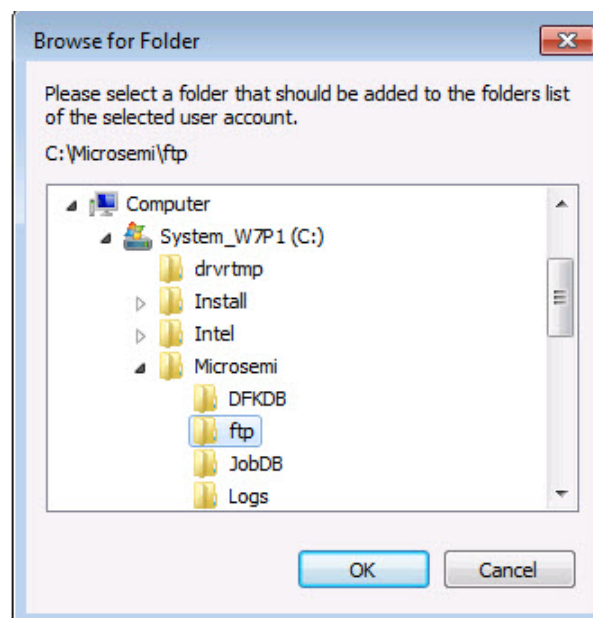 Browse for Folder
Please select a folder that should be added to the folders list
of the selected user account.
C:\Microsemi\ftp
Computer
System_W7P1 (C:)
drvrtmp
Install
Intel
Microsemi
DFKDB
ftp
JobDB
Logs
OK Cancel